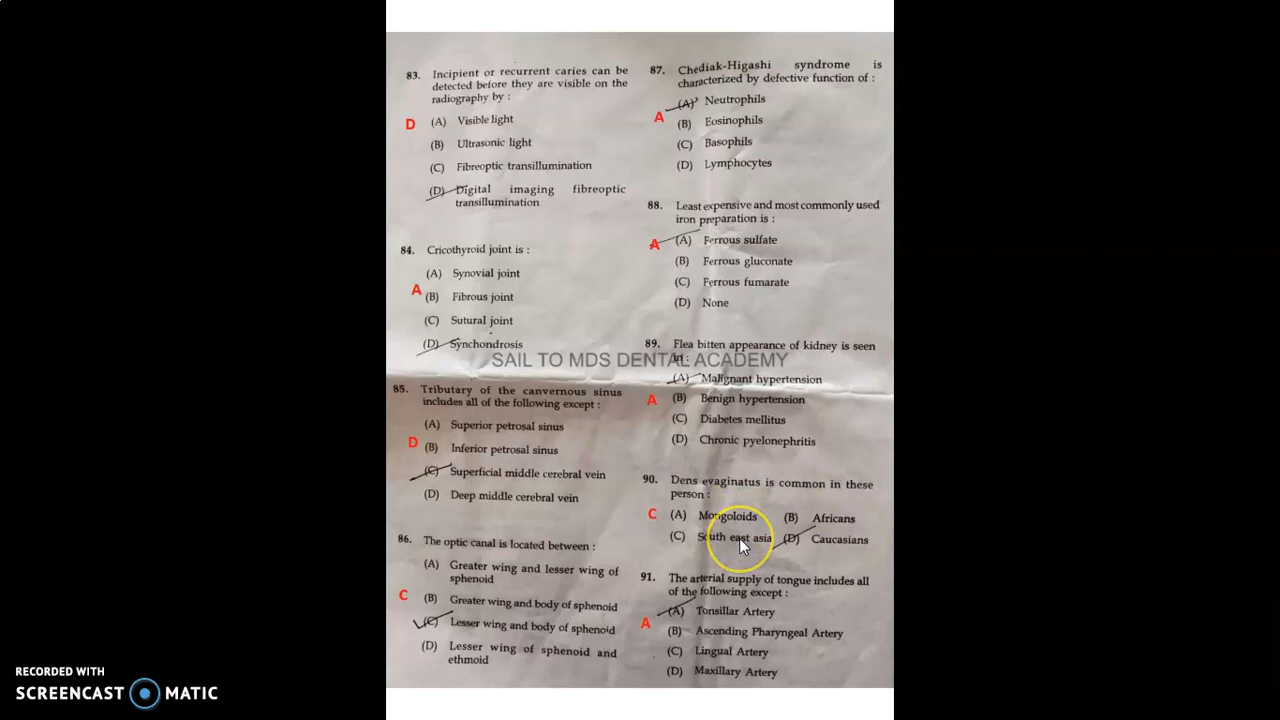 83. Incipient or recurrent caries can be
detected before they are visible on the
radiography by :
D
(A) Visible light
(B) Ultrasonic light
(C) Fibreoptic transillumination
(D) Digital imaging fibreoptic
transillumination
84. Cricothyroid joint is :
(A) Synovial joint
A
(B) Fibrous joint
(C) Sutural joint
(D) Synchondrosis
85. Tributary of the canvernous sinus
includes all of the following except :
(A) Superior petrosal sinus
D
(B) Inferior petrosal sinus
(C) Superficial middle cerebral vein
(D) Deep middle cerebral vein
86. The optic canal is located between :
(A) Greater wing and lesser wing of
sphenoid
C
(B) Greater wing and body of sphenoid
(C) Lesser wing and body of sphenoid
(D) Lesser wing of sphenoid and
ethmoid
87. Chediak-Higashi syndrome is
characterized by defective function of :
(A) Neutrophils
A
(B) Eosinophils
(C) Basophils
(D) Lymphocytes
88. Least expensive and most commonly used
iron preparation is :
A
(A) Ferrous sulfate
(B) Ferrous gluconate
(C) Ferrous fumarate
(D) None
89. Flea bitten appearance of kidney is seen
in :
SAIL TO MDS DENTAL ACADEMY
(A) Malignant hypertension
A
(B) Benign hypertension
(C) Diabetes mellitus
(D) Chronic pyelonephritis
90. Dens evaginatus is common in these
person :
C
(A) Mongoloids (B) Africans
(C) South east asia (D) Caucasians
91. The arterial supply of tongue includes all
of the following except :
(A) Tonsillar Artery
A
(B) Ascending Pharyngeal Artery
(C) Lingual Artery
(D) Maxillary Artery
RECORDED WITH
SCREENCAST MATIC